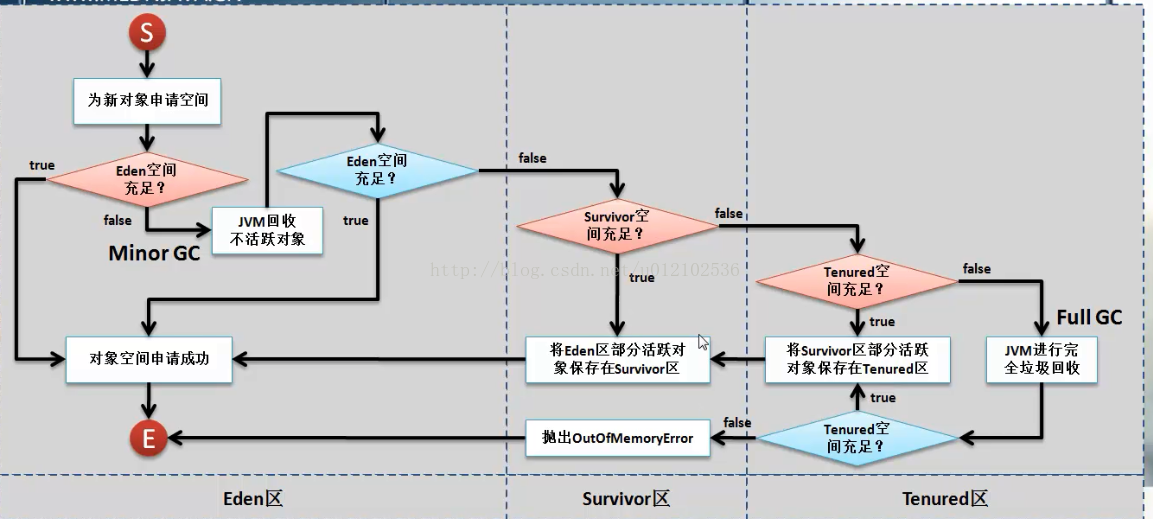 S
为新对象申请空间
true
Eden空间
充足？
false
Minor GC
JVM回收
不活跃对象
Eden空间
充足？
true
false
Survivor空
间充足？
false
true
http://blog.csdn.net/u012102536
Tenured空
间充足？
false
true
Full GC
对象空间申请成功
将Eden区部分活跃对
象保存在Survivor区
将Survivor区部分活跃
对象保存在Tenured区
JVM进行完
全垃圾回收
true
E
抛出OutOfMemoryError
false
Tenured空
间充足？
Eden区
Survivor区
Tenured区